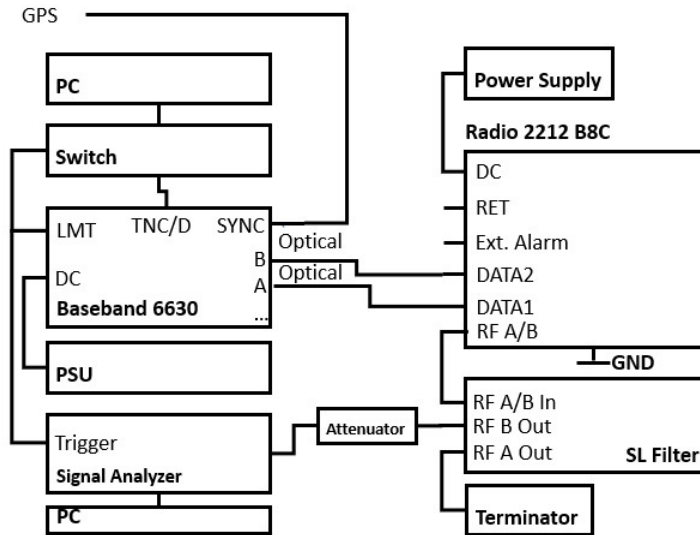 GPS
PC
Switch
LMT TNC/D SYNC
DC
B
A
Baseband 6630
...
Optical
Optical
PSU
Trigger
Signal Analyzer
PC
Attenuator
Power Supply
Radio 2212 B8C
DC
RET
Ext. Alarm
DATA2
DATA1
RF A/B
GND
RF A/B In
RF B Out
RF A Out
SL Filter
Terminator